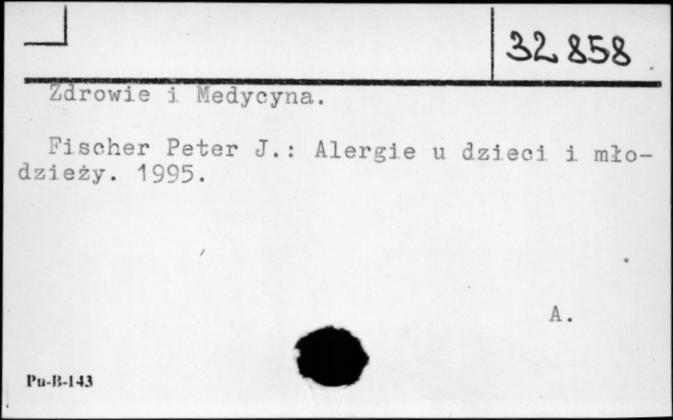 32 858
Zdrowie i Medycyna.
Fischer Peter J.: Alergie u dzieci i mło-
dzieży. 1995.
A.
Pu-B-143